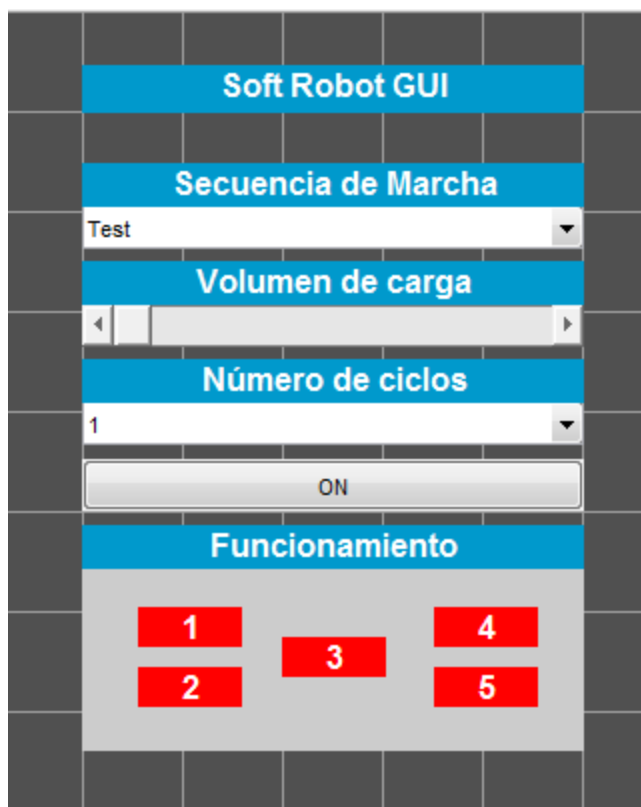 Soft Robot GUI
Secuencia de Marcha
Test
Volumen de carga
Número de ciclos
1
ON
Funcionamiento
1
4
3
2
5